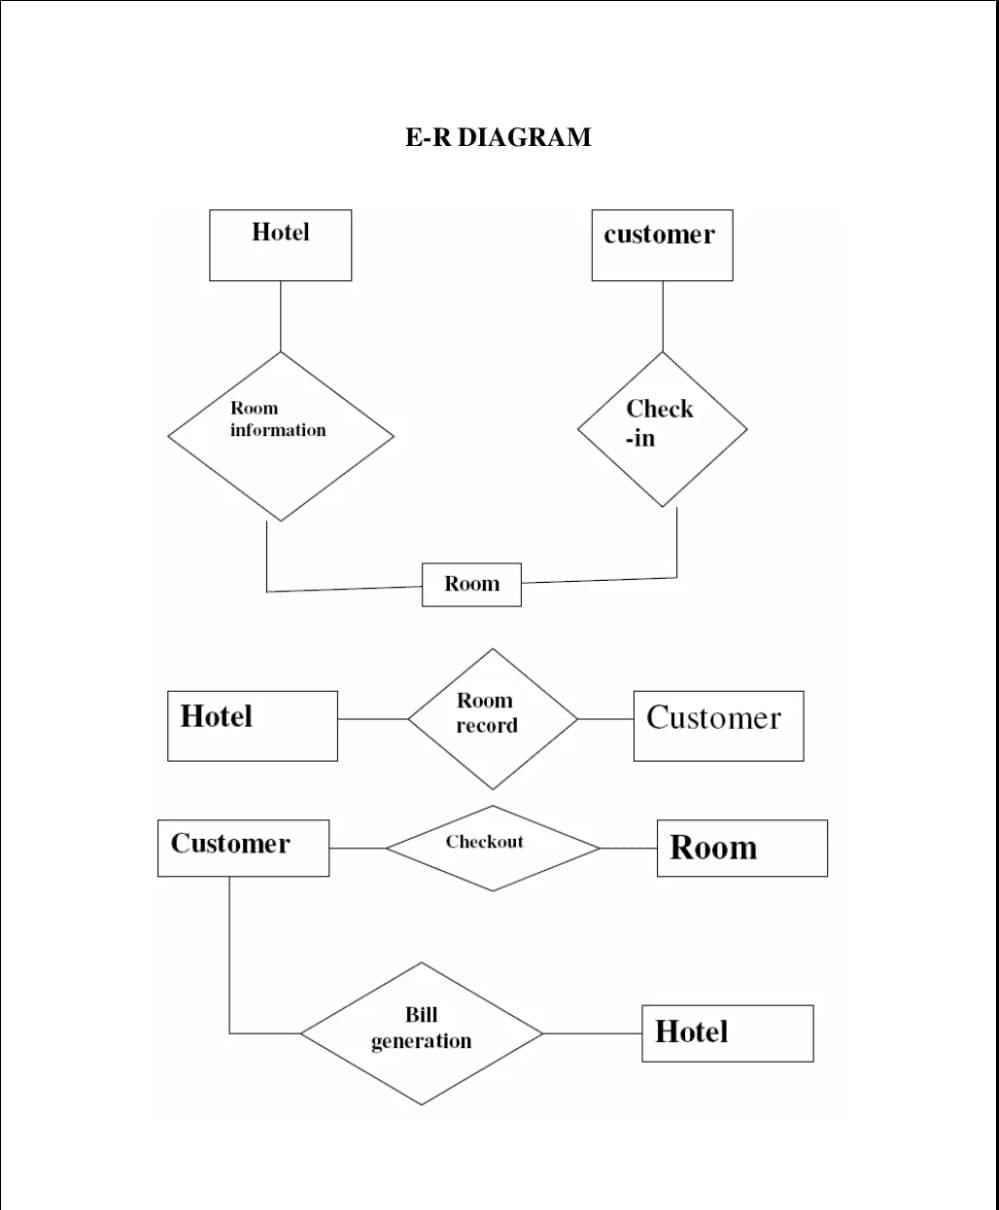 E-R DIAGRAM
Hotel
customer
Room
information
Check
-in
Room
Hotel
Room
record
Customer
Customer
Checkout
Room
Bill
generation
Hotel